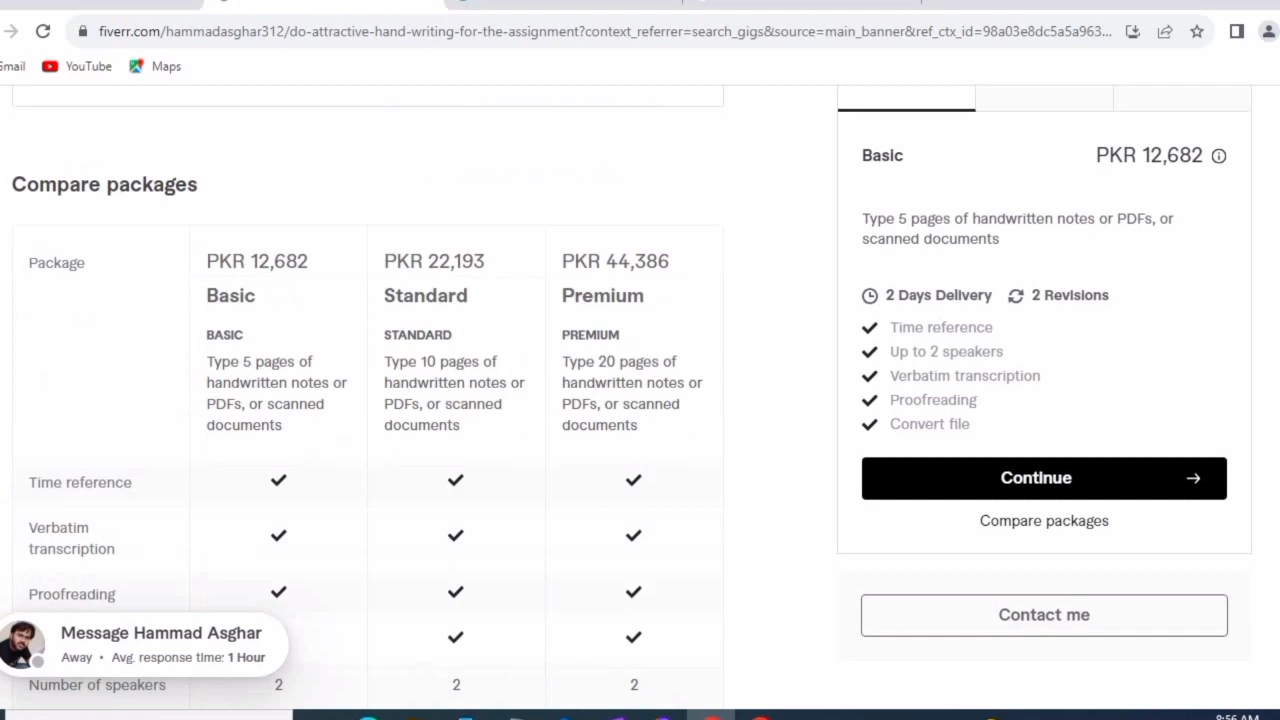 fiverr.com/hammadasghar312/do-attractive-hand-writing-for-the-assignment?context_referrer=search_gigs&source=main_banner&ref_ctx_id=98a03e8dc5a5a963...
Gmail YouTube Maps
Compare packages
Package
PKR 12,682
Basic
BASIC
Type 5 pages of
handwritten notes or
PDFs, or scanned
documents
PKR 22,193
Standard
STANDARD
Type 10 pages of
handwritten notes or
PDFs, or scanned
documents
PKR 44,386
Premium
PREMIUM
Type 20 pages of
handwritten notes or
PDFs, or scanned
documents
Time reference
Verbatim
transcription
Proofreading
Number of speakers 2 2 2
Message Hammad Asghar
Away • Avg. response time: 1 Hour
Basic PKR 12,682
Type 5 pages of handwritten notes or PDFs, or
scanned documents
2 Days Delivery 2 Revisions
Time reference
Up to 2 speakers
Verbatim transcription
Proofreading
Convert file
Continue
Compare packages
Contact me
8:56 AM